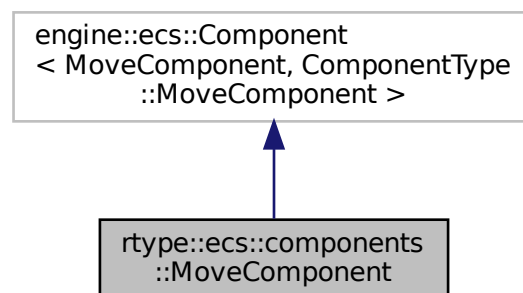 engine::ecs::Component
< MoveComponent, ComponentType
::MoveComponent >
rtype::ecs::components
::MoveComponent